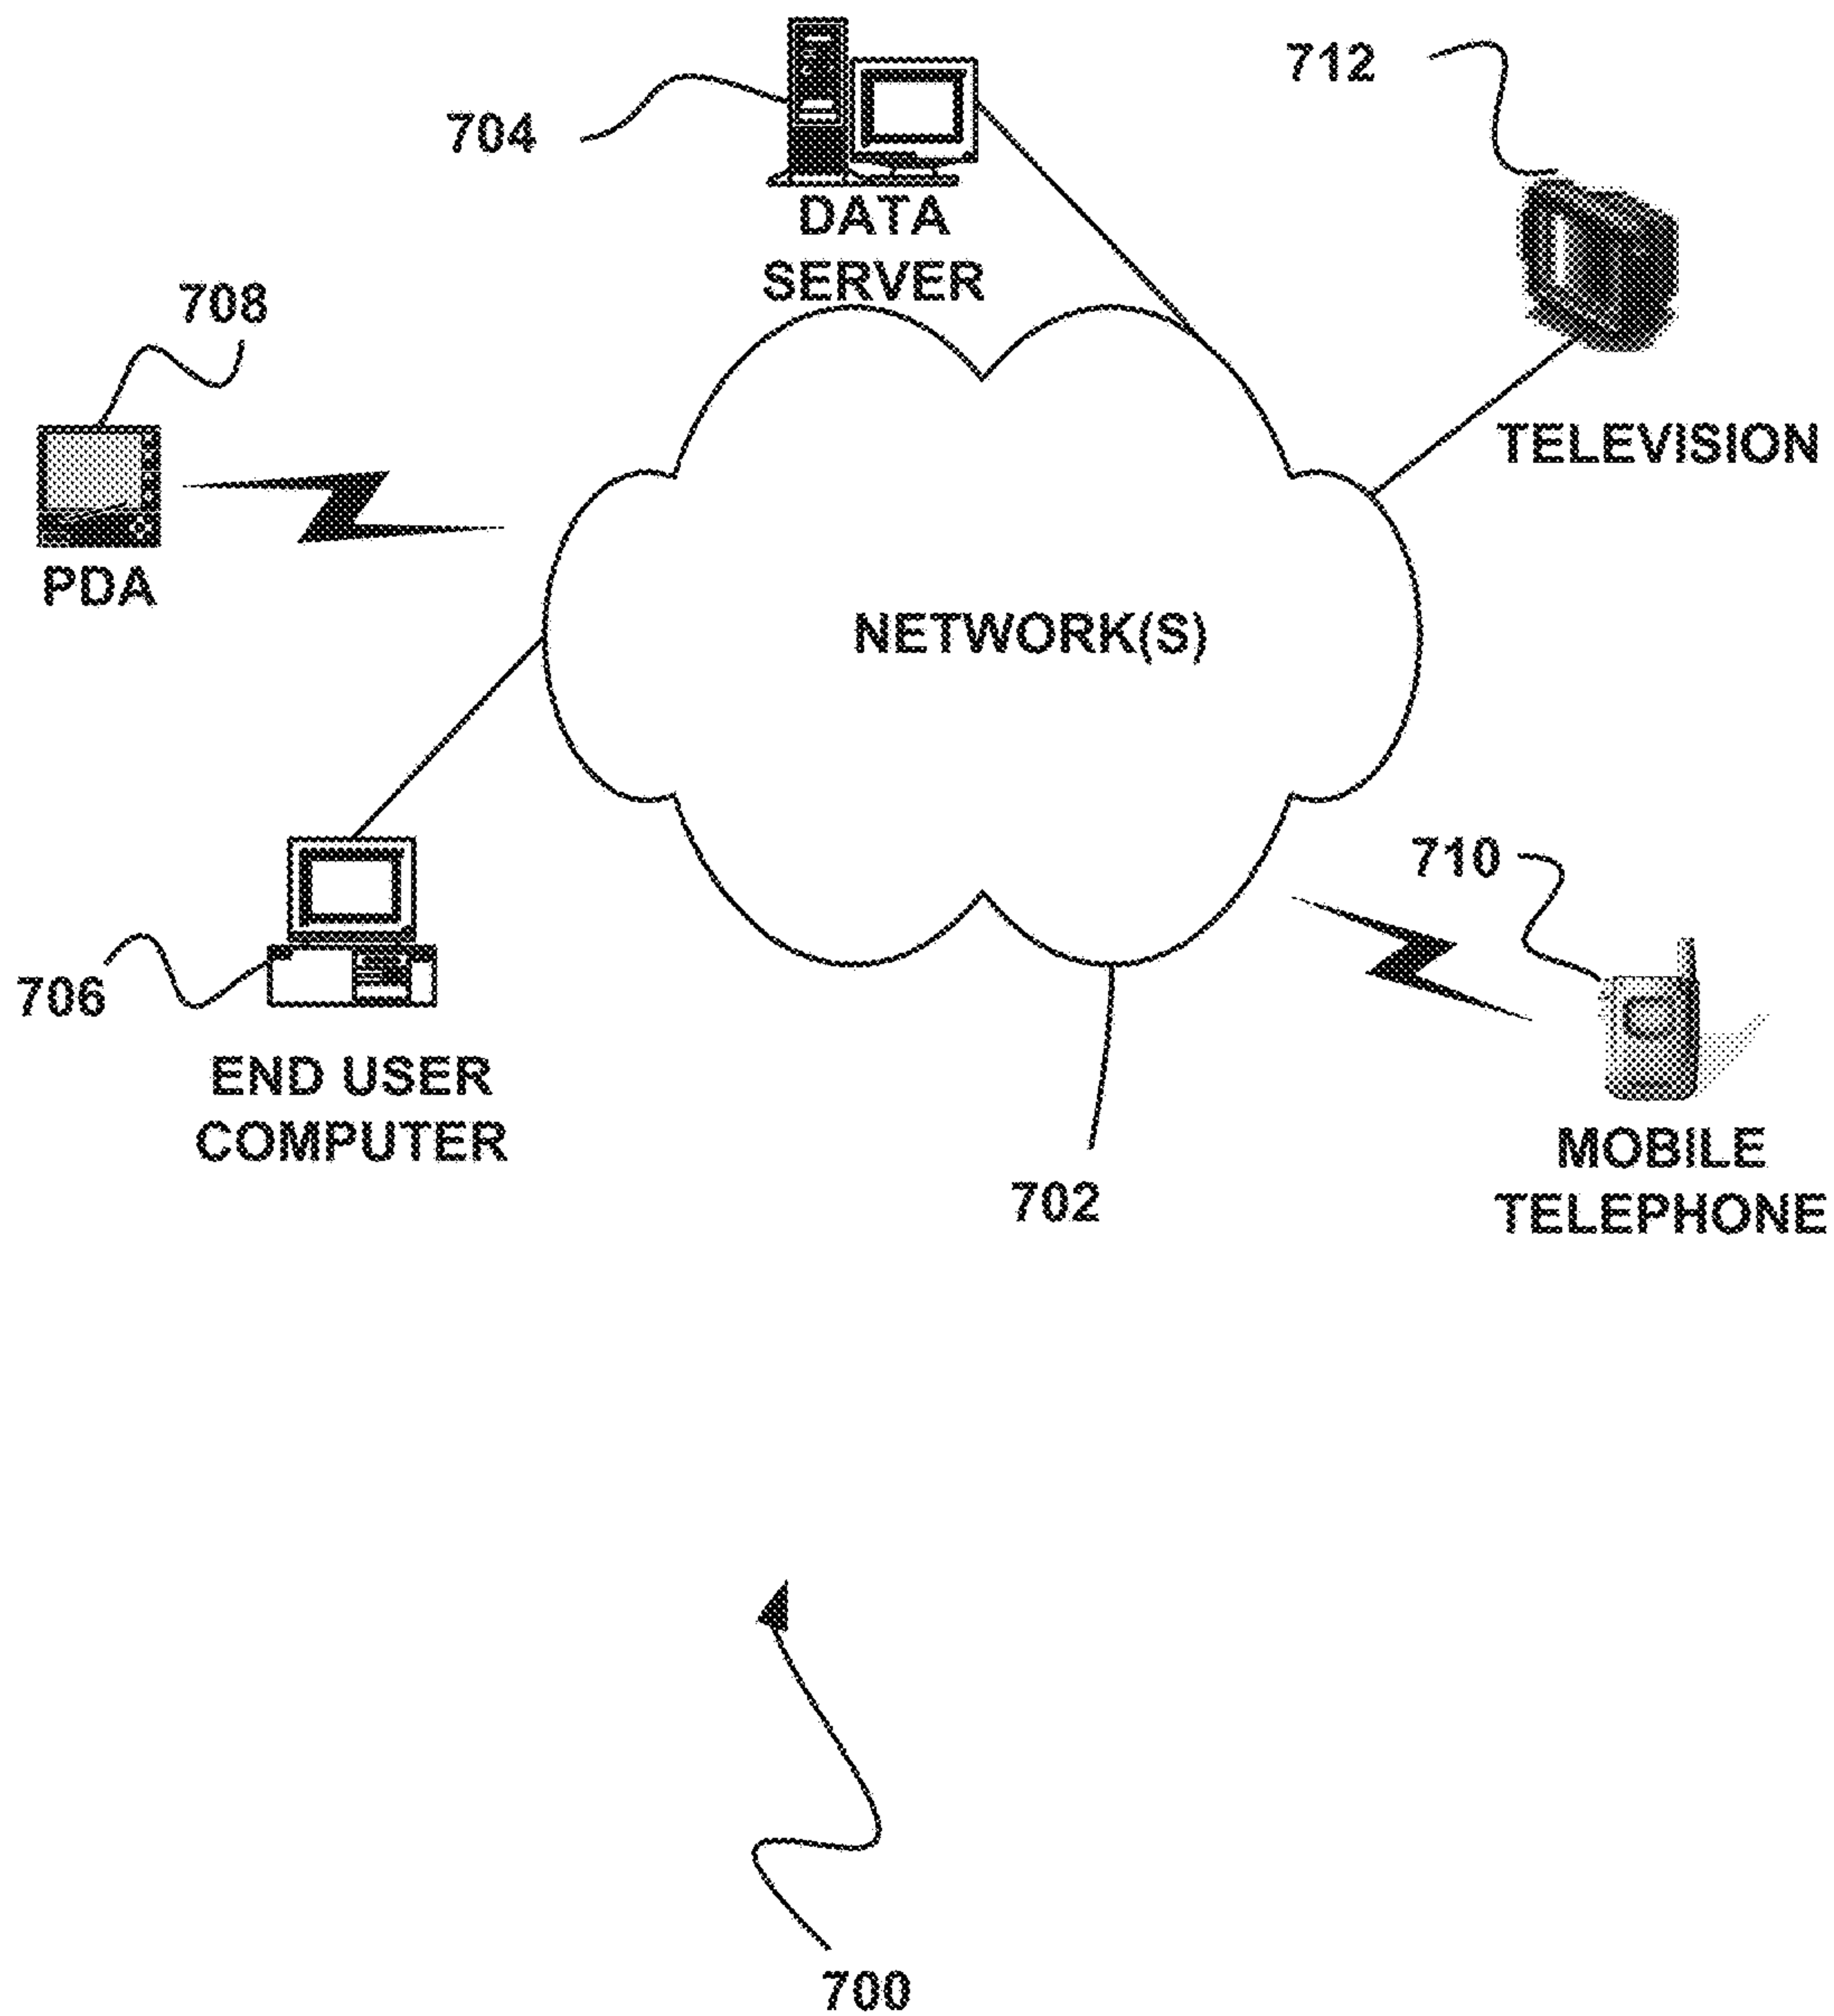 712
704
DATA
SERVER
708
TELEVISION
PDA
NETWORK(S)
710
706
END USER
COMPUTER
702
MOBILE
TELEPHONE
700